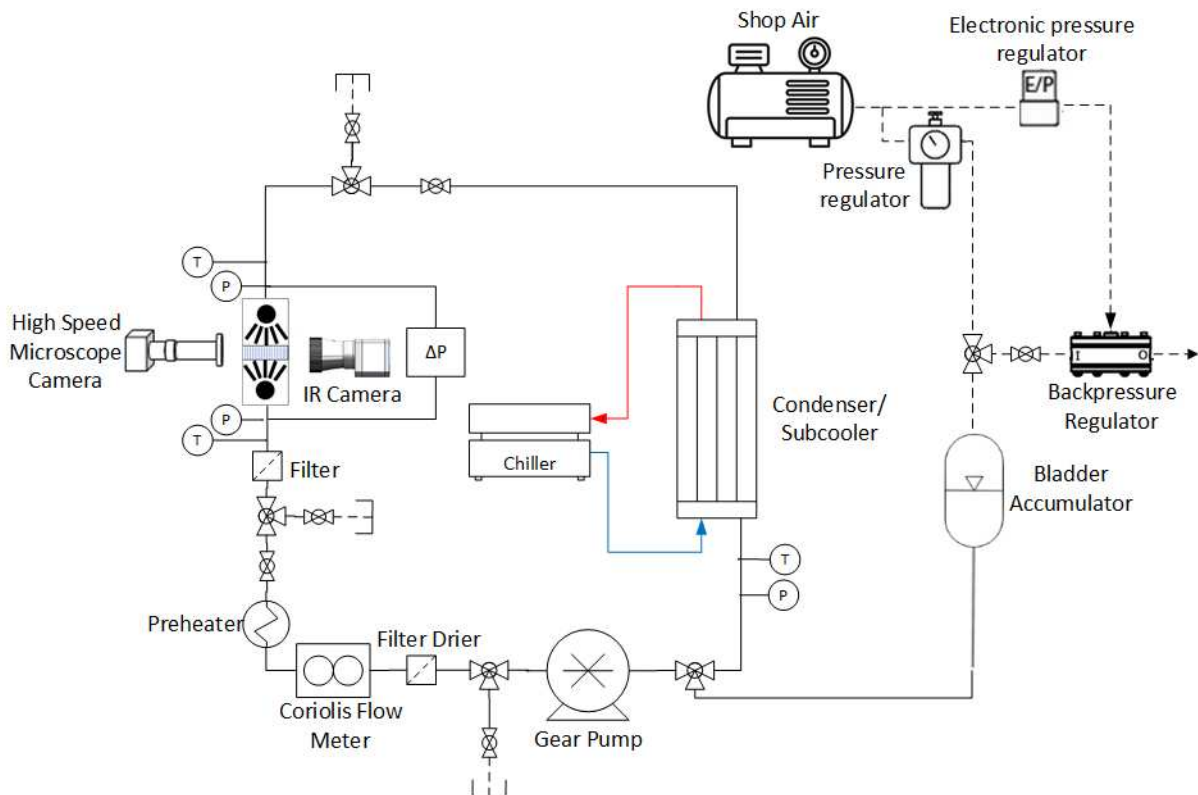 Shop Air
Electronic pressure
regulator
E/P
Pressure
regulator
T
P
High Speed
Microscope
Camera
IR Camera
ΔP
P
T
Filter
Chiller
Condenser/
Subcooler
I
O
Backpressure
Regulator
Bladder
Accumulator
T
P
Preheater
Filter Drier
Coriolis Flow
Meter
Gear Pump